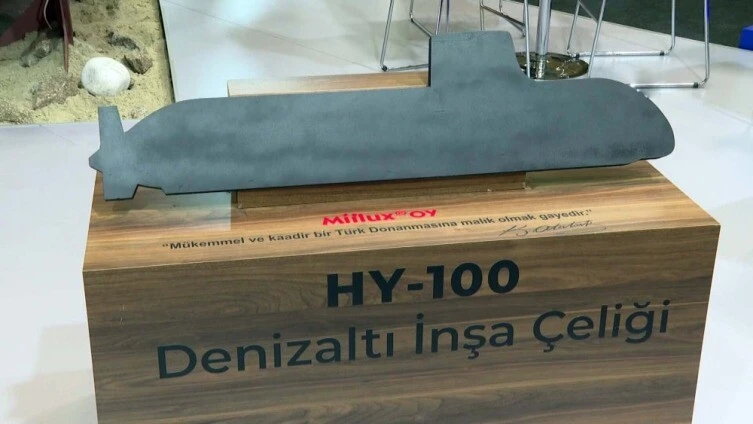 Miflux® OY
"Mükemmel ve kaadir bir Türk Donanmasına malik olmak gayedir."
HY-100
Denizaltı İnşa Çeliği